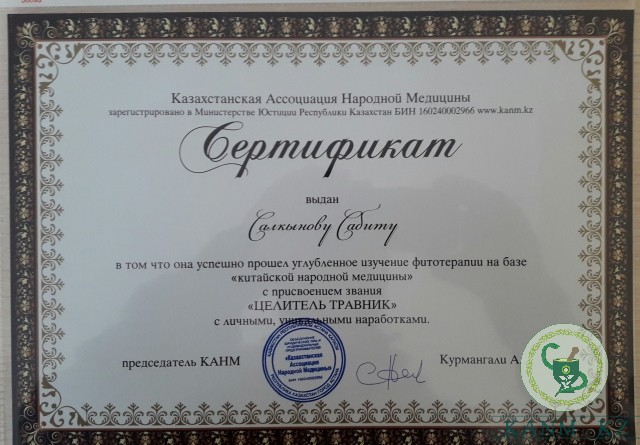 Казахстанская Ассоциация Народной Медицины
зарегистрировано в Министерстве Юстиции Республики Казахстан БИН 160240002966 www.kanm.kz
Сертификат
выдан
Салкынову Сабиту
в том что она успешно прошел углубленное изучение фитотерапии на базе
«китайской народной медицины»
с присвоением звания
«ЦЕЛИТЕЛЬ ТРАВНИК»
с личными, уникальными наработками.
«Казахстанская
Ассоциация
Народной Медицины»
председатель КАНМ
Курмангали А.
KANM.KZ